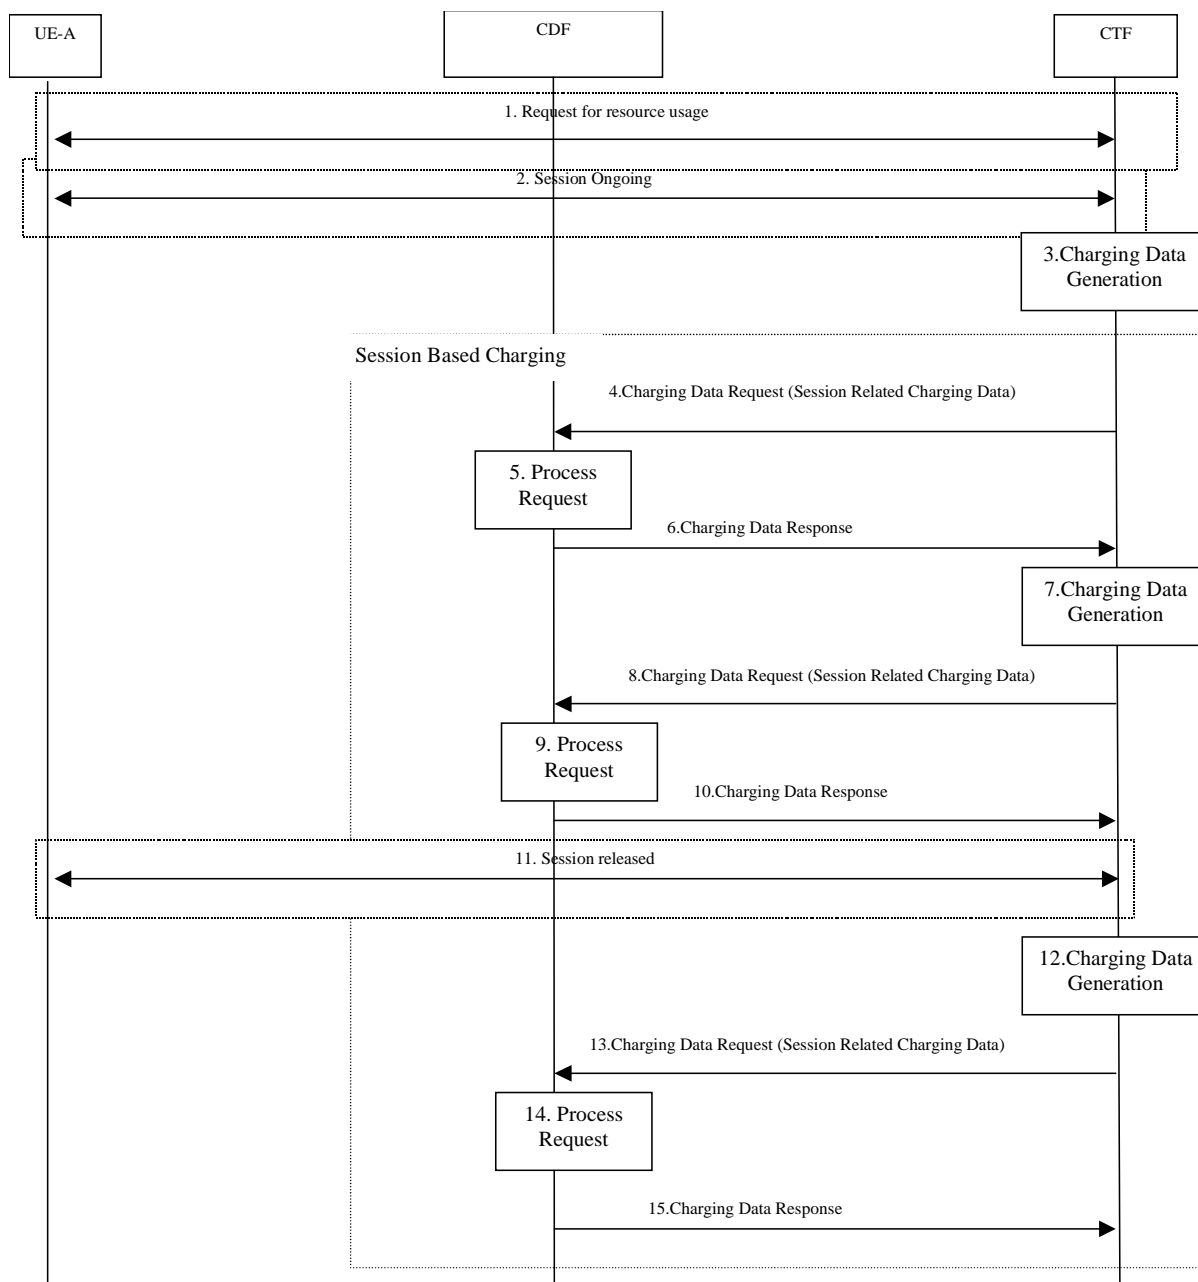 UE-A
CDF
CTF
1. Request for resource usage
2. Session Ongoing
3.Charging Data
Generation
Session Based Charging
4.Charging Data Request (Session Related Charging Data)
5. Process
Request
6.Charging Data Response
7.Charging Data
Generation
8.Charging Data Request (Session Related Charging Data)
9. Process
Request
10.Charging Data Response
11. Session released
12.Charging Data
Generation
13.Charging Data Request (Session Related Charging Data)
14. Process
Request
15.Charging Data Response